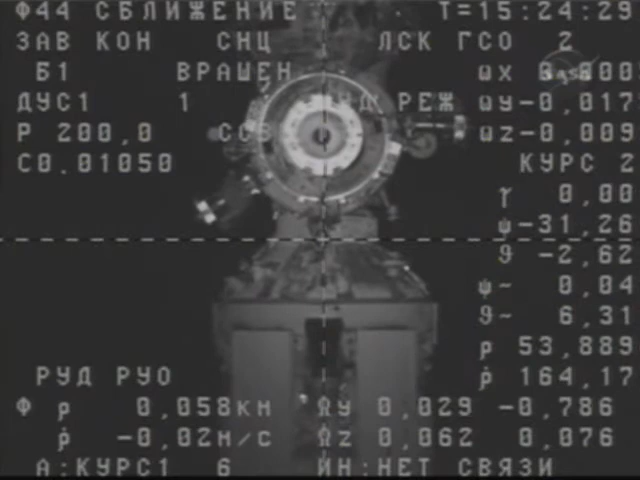 Ф44 СБЛИЖЕНИЕ T=15:24:29
ЗАВ КОН СНЦ ЛСК ГСО 2
Б1 ВРАЩЕН ωx
NASA
ДУС1 1 РЕЖ ωy-0,017
P 200,0 ωz-0,009
C0.01050 КУРС 2
γ 0,00
ψ-31,26
ϑ -2,62
ψ~ 0,04
ϑ~ 6,31
ρ 53,889
РУД РУО ρ̇ 164,17
Ф ρ 0,058км Ωy 0,029 -0,786
ρ̇ -0,02м/с Ωz 0,062 0,076
А:КУРС1 6 ИН:НЕТ СВЯЗИ